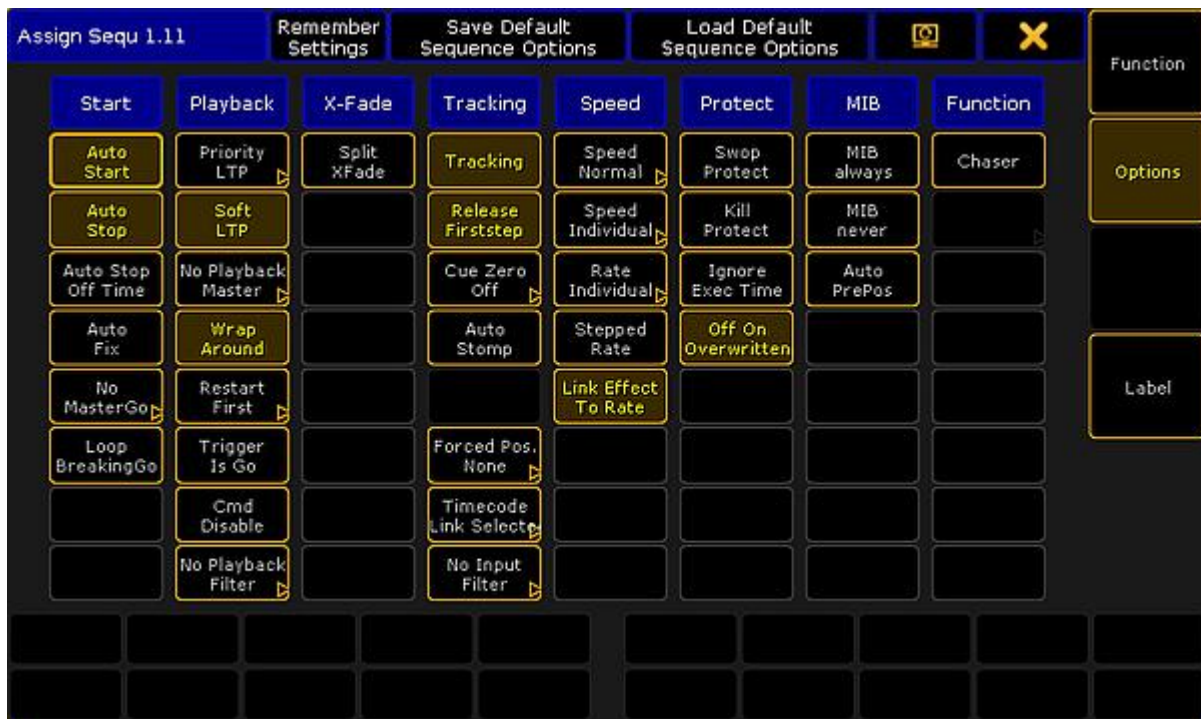 Assign Sequ 1.11
Remember
Settings
Save Default
Sequence Options
Load Default
Sequence Options
Function
Start
Playback
X-Fade
Tracking
Speed
Protect
MIB
Function
Auto
Start
Priority
LTP
Split
XFade
Tracking
Speed
Normal
Swop
Protect
MIB
always
Chaser
Options
Auto
Stop
Soft
LTP
Release
Firststep
Speed
Individual
Kill
Protect
MIB
never
Auto Stop
Off Time
No Playback
Master
Cue Zero
Off
Rate
Individual
Ignore
Exec Time
Auto
PrePos
Auto
Fix
Wrap
Around
Auto
Stomp
Stepped
Rate
Off On
Overwritten
No
MasterGo
Restart
First
Link Effect
To Rate
Label
Loop
BreakingGo
Trigger
Is Go
Forced Pos.
None
Cmd
Disable
Timecode
Link Selecte
No Playback
Filter
No Input
Filter